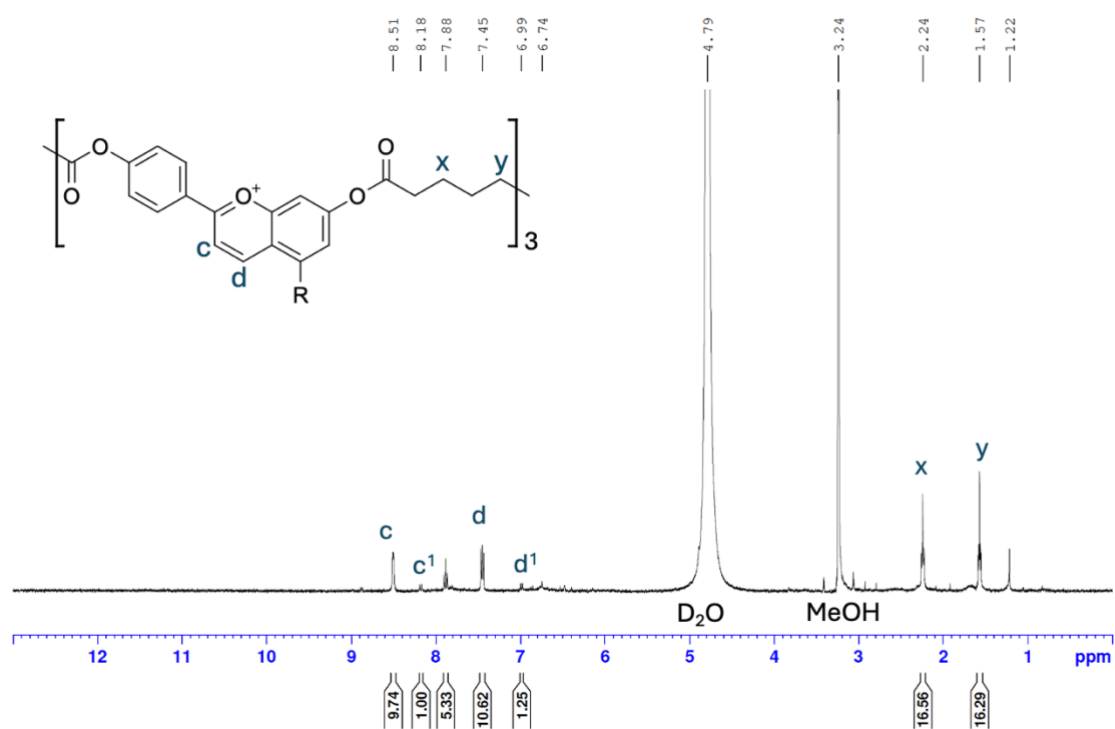 8.51 8.18 7.88 7.45 6.99 6.74 4.79 3.24 2.24 1.57 1.22
O O O x y
O O⁺ O
3
c
d
R
x y
c c¹ d d¹
D₂O MeOH
12 11 10 9 8 7 6 5 4 3 2 1 ppm
9.74 1.00 5.33 10.62 1.25 16.56 16.29